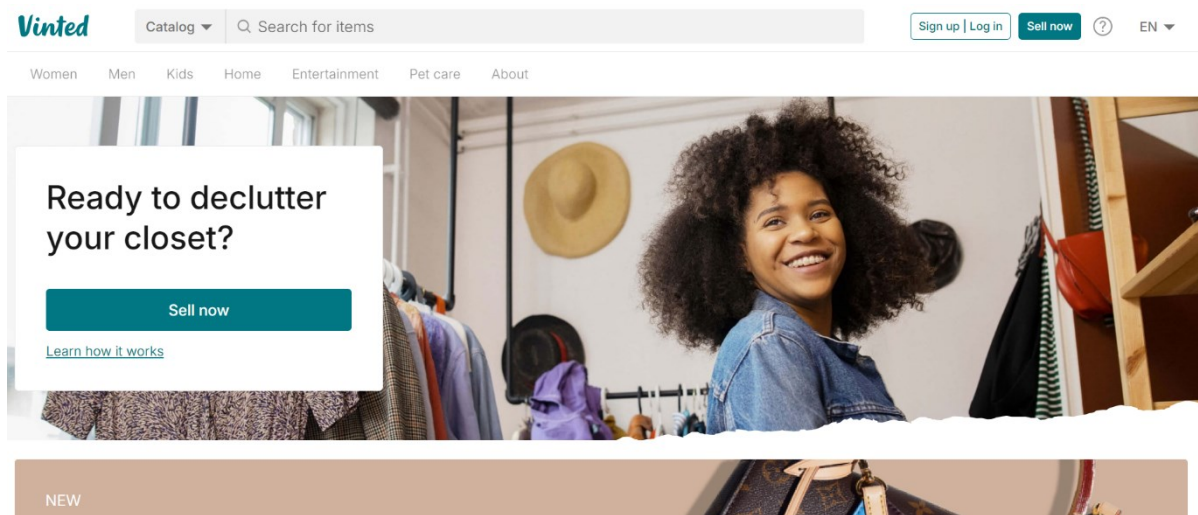 Vinted
Catalog
Search for items
Sign up | Log in
Sell now
?
EN
Women Men Kids Home Entertainment Pet care About
Ready to declutter
your closet?
Sell now
Learn how it works
NEW